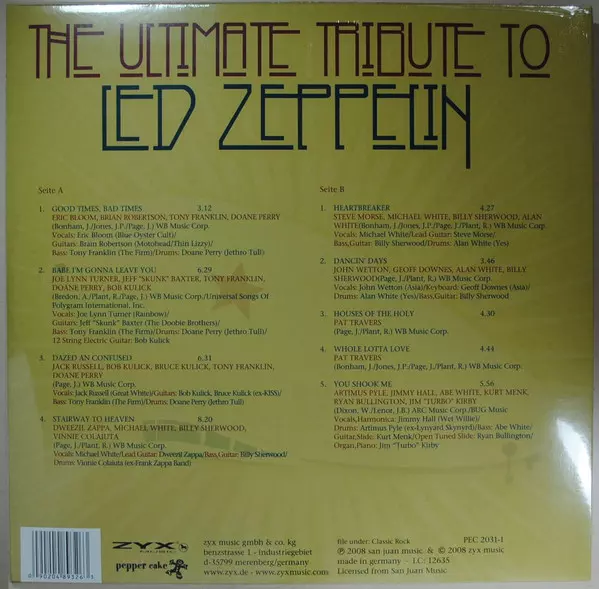 THE ULTIMATE TRIBUTE TO
LED ZEPPELIN
Seite A
1. GOOD TIMES, BAD TIMES 3.12
ERIC BLOOM, BRIAN ROBERTSON, TONY FRANKLIN, DOANE PERRY
(Bonham, J./Jones, J.P./Page, J.) WB Music Corp.
Vocals: Eric Bloom (Blue Oyster Cult)/
Guitars: Brain Robertson (Motohead/Thin Lizzy)/
Bass: Tony Franklin (The Firm)/Drums: Doane Perry (Jethro Tull)
2. BABE I'M GONNA LEAVE YOU 6.29
JOE LYNN TURNER, JEFF "SKUNK" BAXTER, TONY FRANKLIN,
DOANE PERRY, BOB KULICK
(Bredon, A./Plant, R./Page, J.) WB Music Corp./Universal Songs Of
Polygram International, Inc.
Vocals: Joe Lynn Turner (Rainbow)/
Guitars: Jeff "Skunk" Baxter (The Doobie Brothers)/
Bass: Tony Franklin (The Firm)/Drums: Doane Perry (Jethro Tull)/
12 String Electric Guitar: Bob Kulick
3. DAZED AN CONFUSED 6.31
JACK RUSSELL, BOB KULICK, BRUCE KULICK, TONY FRANKLIN,
DOANE PERRY
(Page, J.) WB Music Corp.
Vocals: Jack Russell (Great White)/Guitars: Bob Kulick, Bruce Kulick (ex-KISS)/
Bass: Tony Franklin (The Firm)/Drums: Doane Perry (Jethro Tull)
4. STAIRWAY TO HEAVEN 8.20
DWEEZIL ZAPPA, MICHAEL WHITE, BILLY SHERWOOD,
VINNIE COLAIUTA
(Page, J./Plant, R.) WB Music Corp.
Vocals: Michael White/Lead Guitar: Dweezil Zappa/Bass,Guitar: Billy Sherwood/
Drums: Vinnie Colaiuta (ex-Frank Zappa Band)
Seite B
1. HEARTBREAKER 4.27
STEVE MORSE, MICHAEL WHITE, BILLY SHERWOOD, ALAN
WHITE(Bonham, J./Jones, J.P./Page, J./Plant, R.) WB Music Corp.
Vocals: Michael White/Lead Guitar: Steve Moese/
Bass,Guitar: Billy Sherwood/Drums: Alan White (Yes)
2. DANCIN' DAYS 3.46
JOHN WETTON, GEOFF DOWNES, ALAN WHITE, BILLY
SHERWOOD(Page, J./Plant, R.) WB Music Corp.
Vocals: John Wetton (Asia)/Keyboard: Geoff Downes (Asia)/
Drums: Alan White (Yes)/Bass,Guitar: Billy Sherwood
3. HOUSES OF THE HOLY 4.30
PAT TRAVERS
(Page, J./Plant, R.) WB Music Corp.
4. WHOLE LOTTA LOVE 4.44
PAT TRAVERS
(Bonham, J./Jones, J.P./Page, J./Plant, R.) WB Music Corp.
5. YOU SHOOK ME 5.56
ARTIMUS PYLE, JIMMY HALL, ABE WHITE, KURT MENK,
RYAN BULLINGTON, JIM "TURBO" KIRBY
(Dixon, W./Lenor, J.B.) ARC Music Corp./BUG Music
Vocals,Harmonica: Jimmy Hall (Wet Willie)/
Drums: Artimus Pyle (ex-Lynyard Skynyrd)/Bass: Abe White/
Guitar,Slide: Kurt Menk/Open Tuned Slide: Ryan Bullington/
Organ,Piano: Jim "Turbo" Kirby
ZYX
MUSIC
pepper cake
zyx music gmbh & co. kg
benzstrasse 1 - industriegebiet
d-35799 merenberg/germany
www.zyx.de - www.zyxmusic.com
file under: Classic Rock PEC 2031-1
℗ 2008 san juan music & © 2008 zyx music
made in germany - LC: 12635
Licensed from San Juan Music
0 90204 89326 3